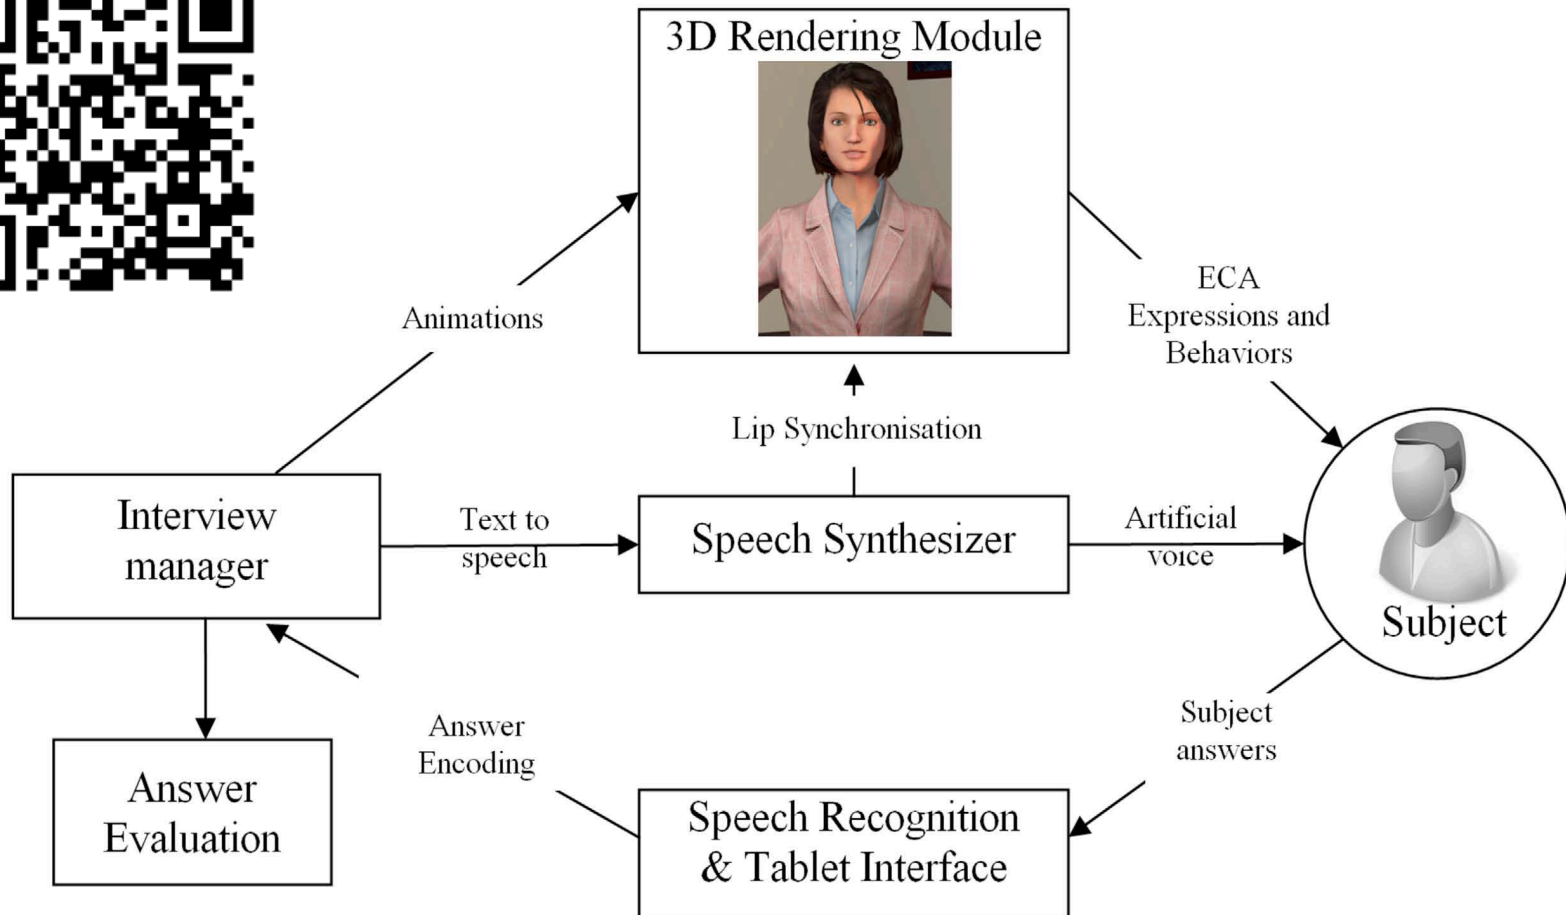 3D Rendering Module
Animations
ECA
Expressions and
Behaviors
Lip Synchronisation
Interview
manager
Text to
speech
Speech Synthesizer
Artificial
voice
Subject
Answer
Encoding
Subject
answers
Answer
Evaluation
Speech Recognition
& Tablet Interface